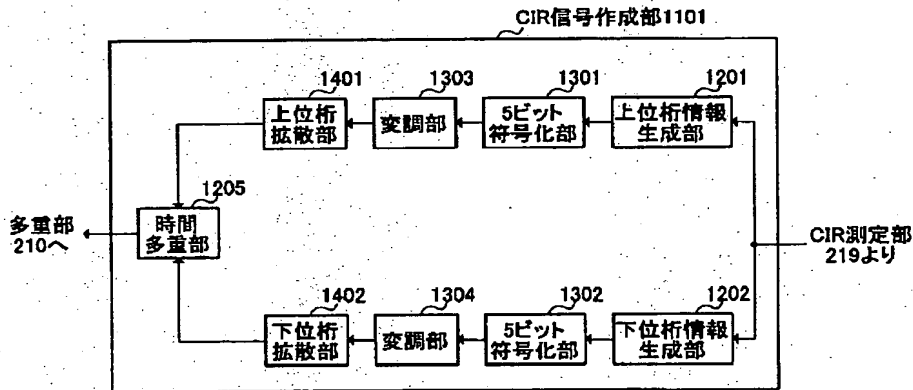 CIR信号作成部1101
1401
1303
1301
1201
上位桁
拡散部
変調部
5ビット
符号化部
上位桁情報
生成部
1205
多重部
210へ
時間
多重部
CIR測定部
219より
1402
1304
1302
1202
下位桁
拡散部
変調部
5ビット
符号化部
下位桁情報
生成部